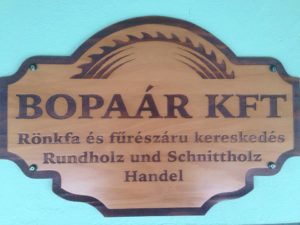 BOPAÁR KFT
Rönkfa és fűrészáru kereskedés
Rundholz und Schnittholz
Handel